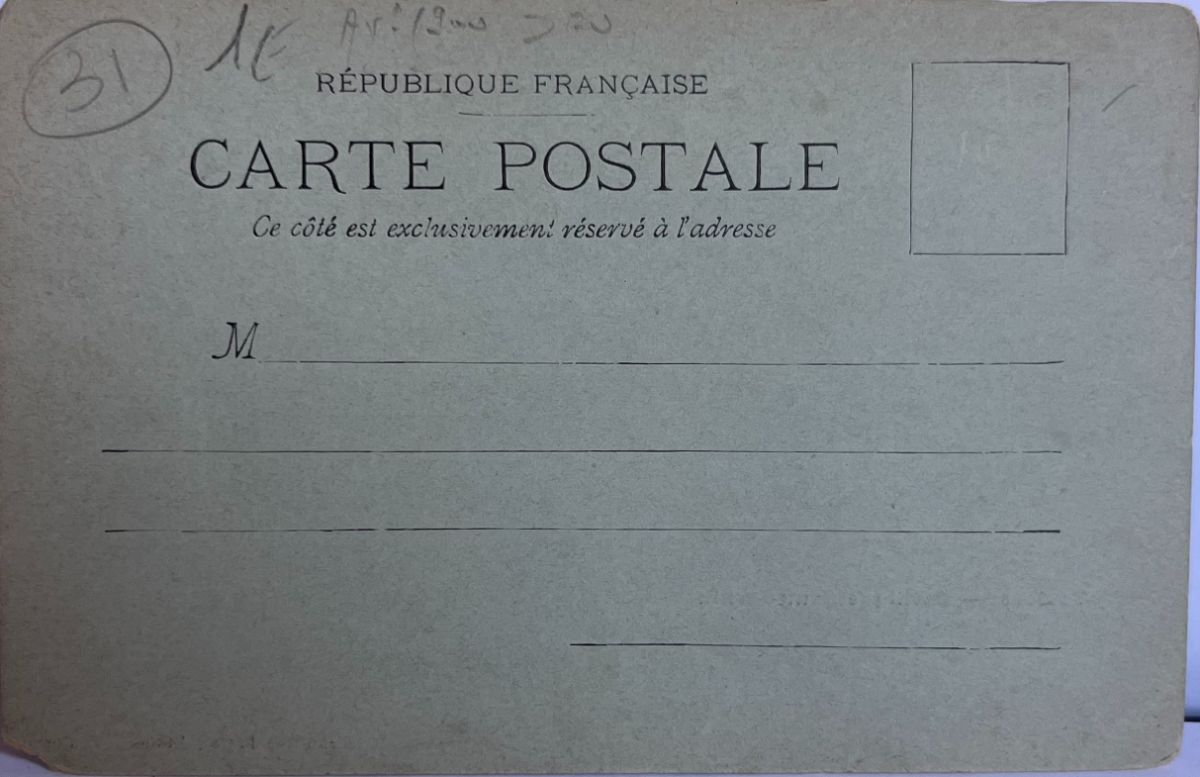 31
1€
RÉPUBLIQUE FRANÇAISE
CARTE POSTALE
Ce côté est exclusivement réservé à l'adresse
M